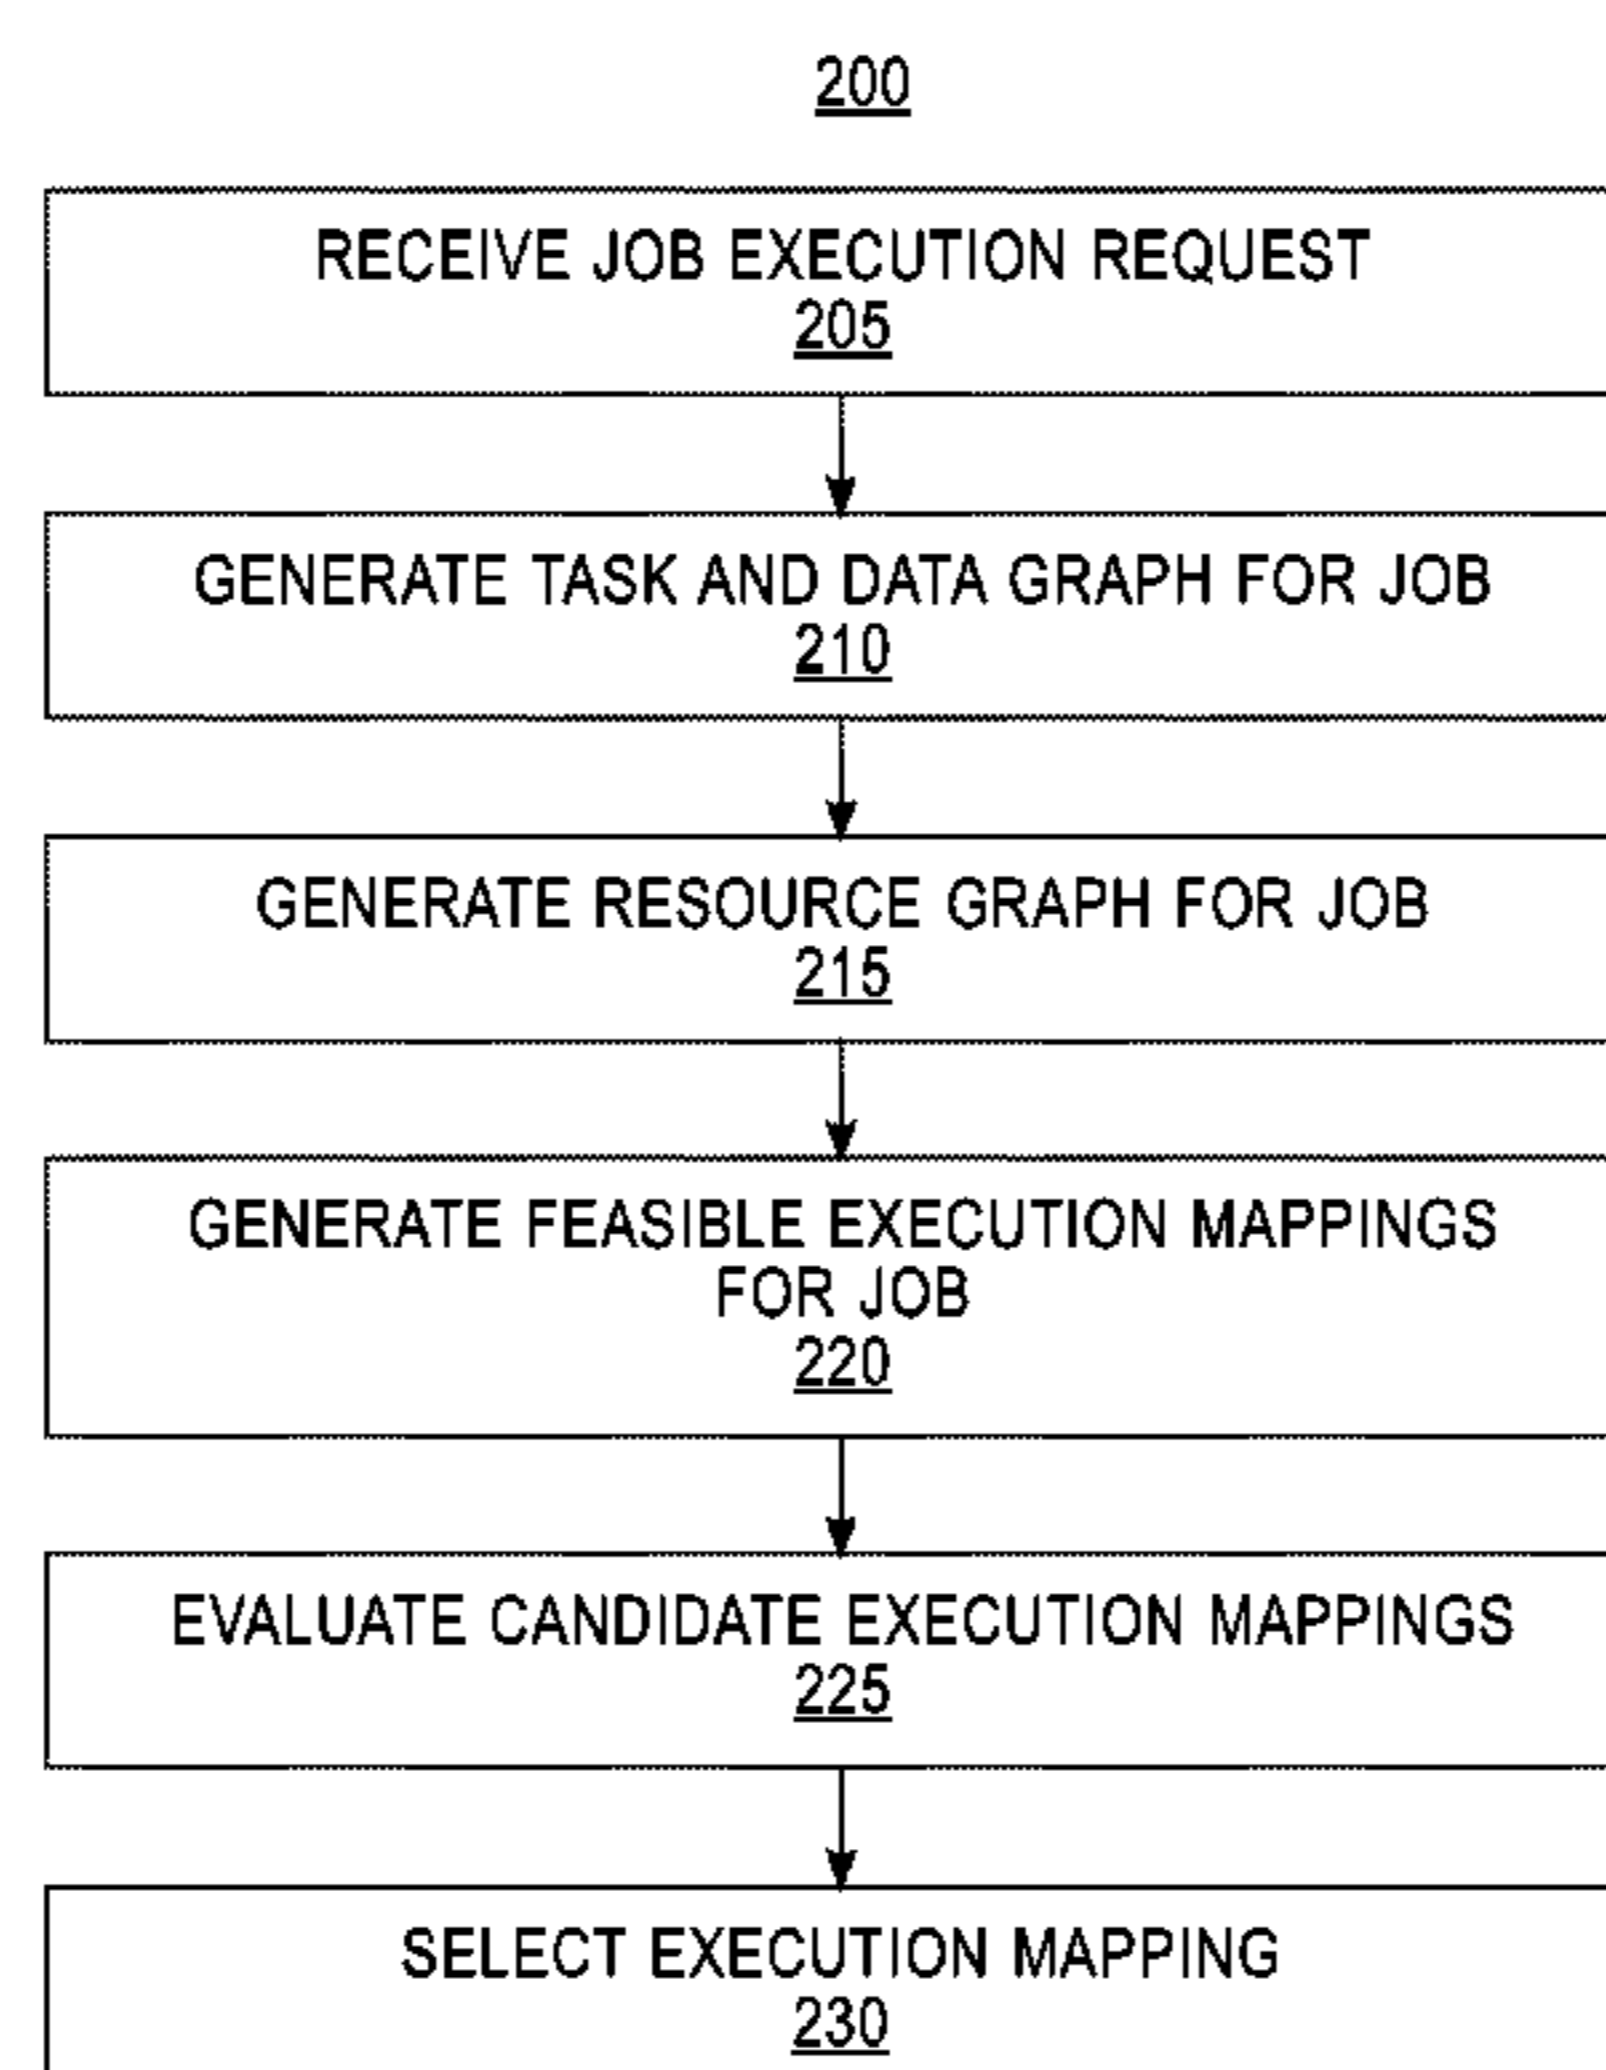 200
RECEIVE JOB EXECUTION REQUEST
205
GENERATE TASK AND DATA GRAPH FOR JOB
210
GENERATE RESOURCE GRAPH FOR JOB
215
GENERATE FEASIBLE EXECUTION MAPPINGS
FOR JOB
220
EVALUATE CANDIDATE EXECUTION MAPPINGS
225
SELECT EXECUTION MAPPING
230